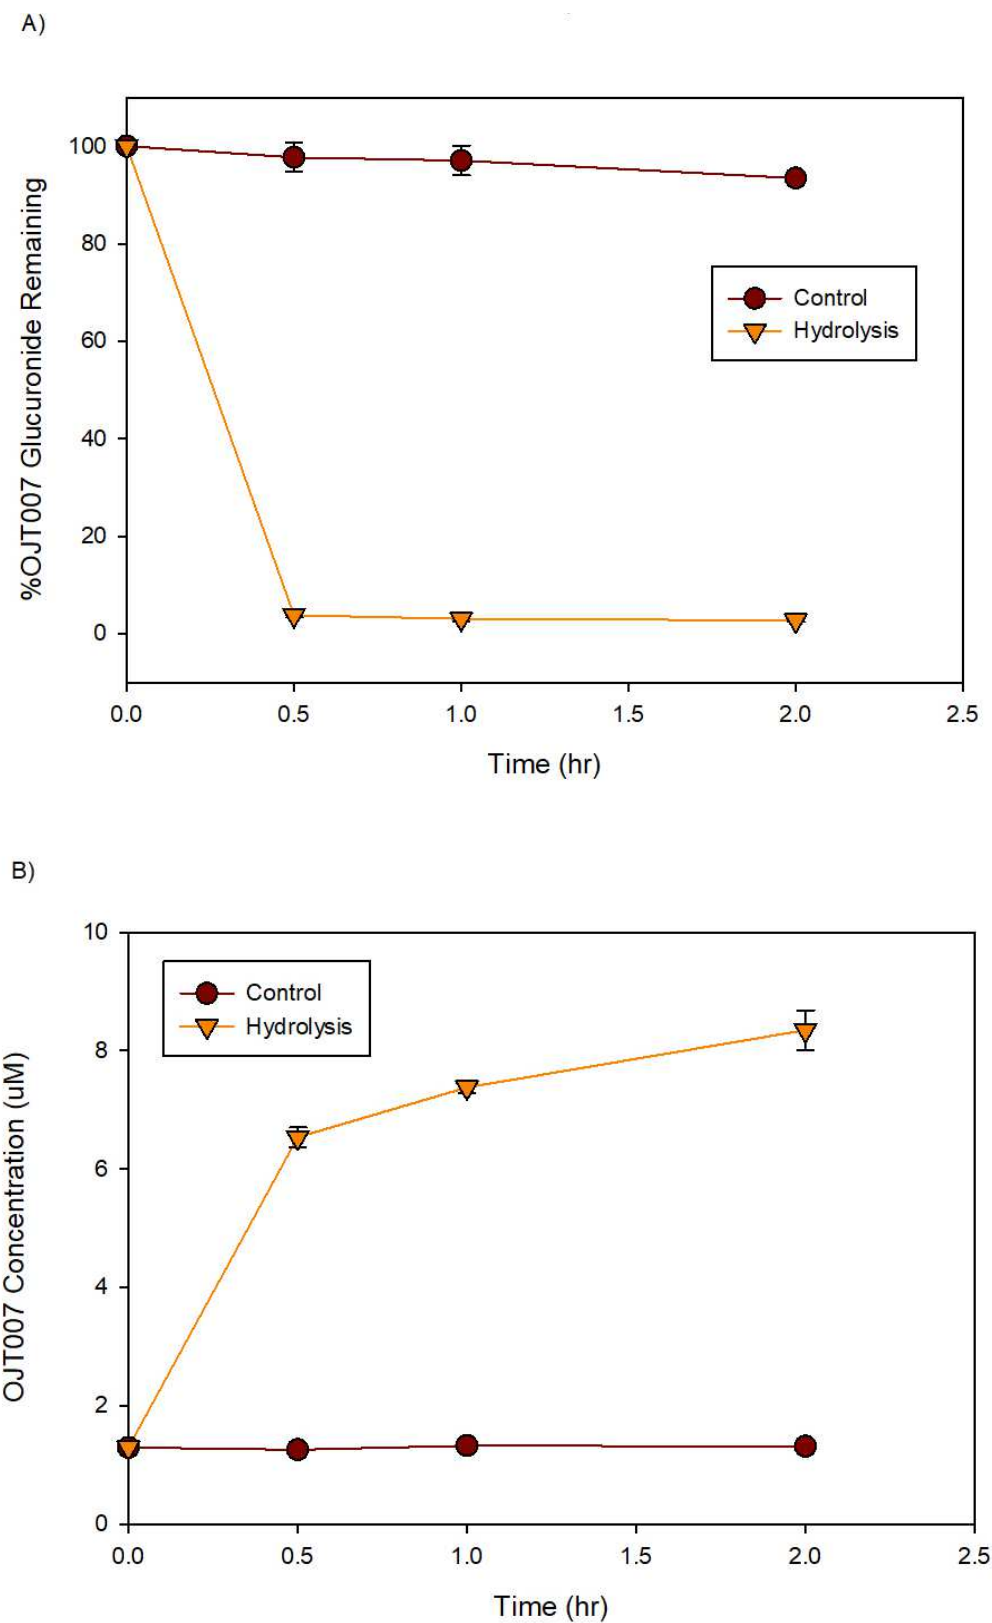 A)
%OJT007 Glucuronide Remaining
100
80
60
40
20
0
Control
Hydrolysis
0.0 0.5 1.0 1.5 2.0 2.5
Time (hr)
B)
OJT007 Concentration (uM)
10
8
6
4
2
0
Control
Hydrolysis
0.0 0.5 1.0 1.5 2.0 2.5
Time (hr)